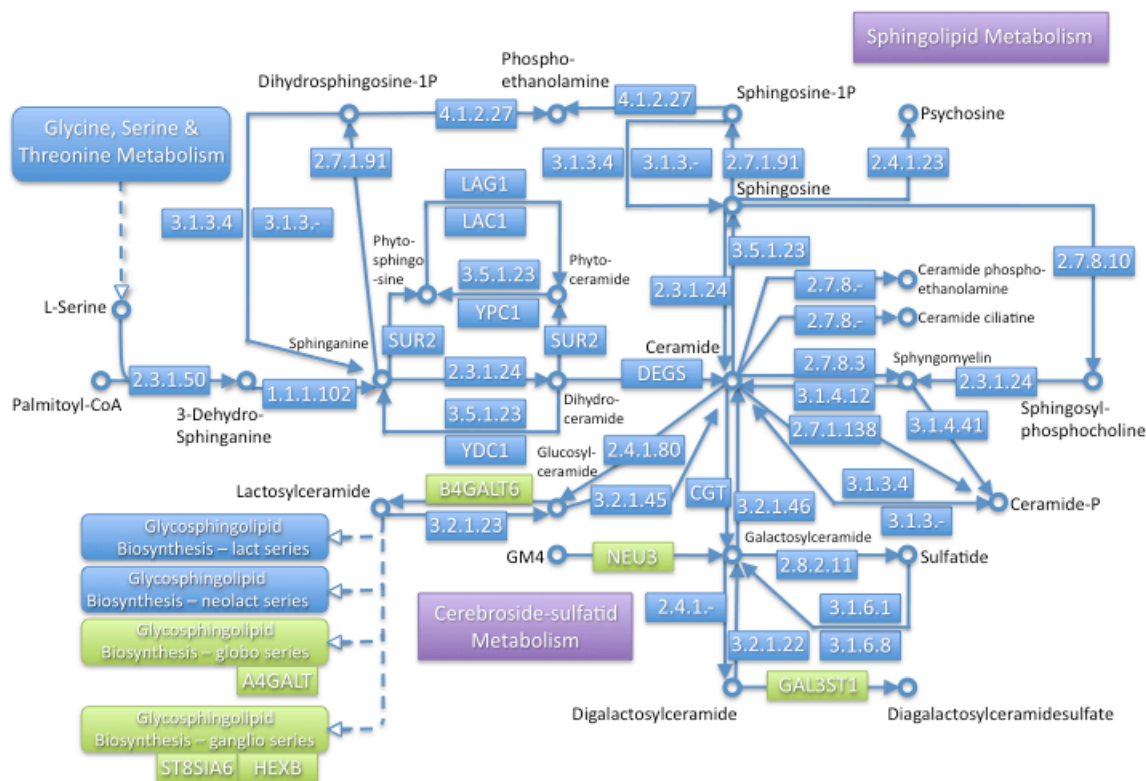 Sphingolipid Metabolism
Phospho-
ethanolamine
Dihydrosphingosine-1P
Sphingosine-1P
Psychosine
4.1.2.27
4.1.2.27
Glycine, Serine &
Threonine Metabolism
2.7.1.91
3.1.3.4
3.1.3.-
2.7.1.91
2.4.1.23
LAG1
Sphingosine
LAC1
3.1.3.4
3.1.3.-
Phyto-
sphingo
-sine
Phyto-
ceramide
3.5.1.23
2.7.8.10
3.5.1.23
2.3.1.24
Ceramide phospho-
ethanolamine
2.7.8.-
L-Serine
YPC1
2.7.8.-
Ceramide ciliatine
Sphinganine
SUR2
SUR2
Ceramide
2.7.8.3
Sphyngomyelin
2.3.1.50
1.1.1.102
2.3.1.24
DEGS
2.3.1.24
Palmitoyl-CoA
3-Dehydro-
Sphinganine
3.5.1.23
Dihydro-
ceramide
3.1.4.12
Sphingosyl-
phosphocholine
2.7.1.138
3.1.4.41
YDC1
Glucosyl-
ceramide
2.4.1.80
Lactosylceramide
B4GALT6
3.2.1.45
CGT
3.2.1.46
3.1.3.4
Ceramide-P
3.2.1.23
3.1.3.-
Glycosphingolipid
Biosynthesis – lact series
GM4
NEU3
Galactosylceramide
2.8.2.11
Sulfatide
Glycosphingolipid
Biosynthesis – neolact series
Cerebroside-sulfatid
Metabolism
2.4.1.-
3.1.6.1
Glycosphingolipid
Biosynthesis – globo series
3.2.1.22
3.1.6.8
A4GALT
GAL3ST1
Digalactosylceramide
Diagalactosylceramidesulfate
Glycosphingolipid
Biosynthesis – ganglio series
ST8SIA6
HEXB